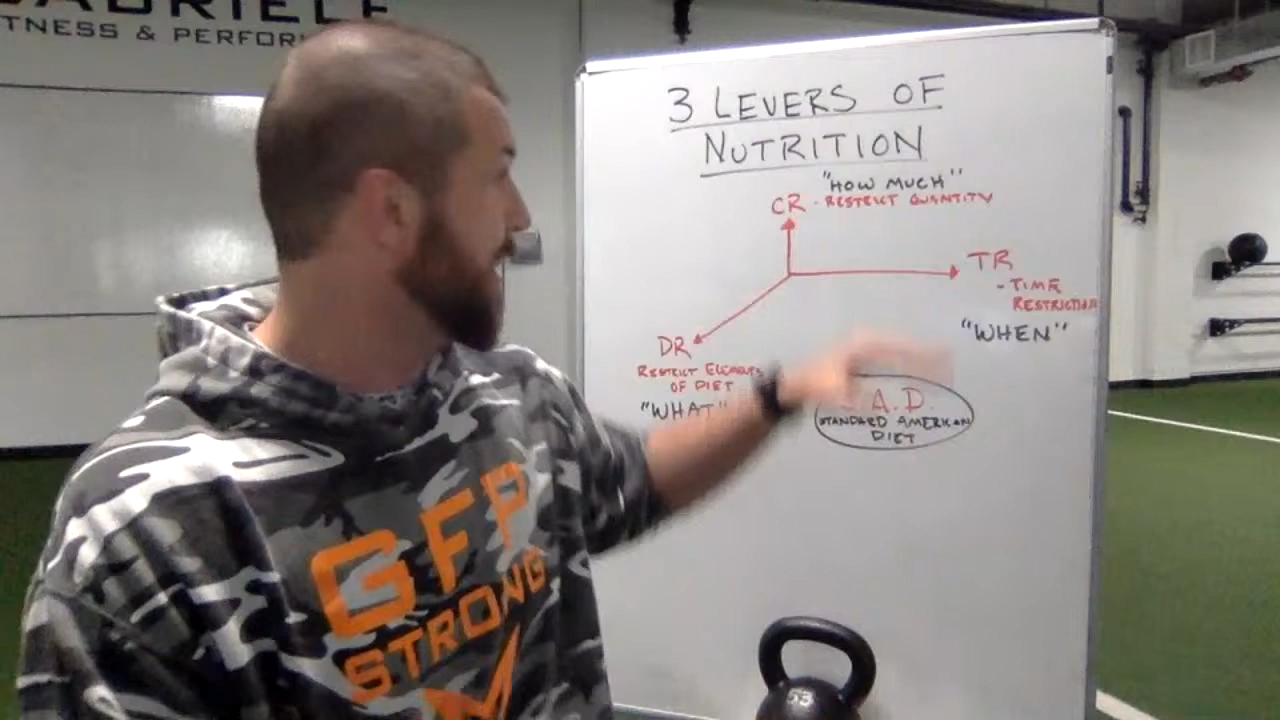 TNESS &
3 LEVERS OF
NUTRITION
"HOW MUCH"
CR - RESTRICT QUANTITY
TR
- TIME
RESTRICTION
"WHEN"
DR
RESTRICT ELEMENTS
OF DIET
"WHAT"
A.D.
STANDARD AMERICAN
DIET
GFP
STRONG
53